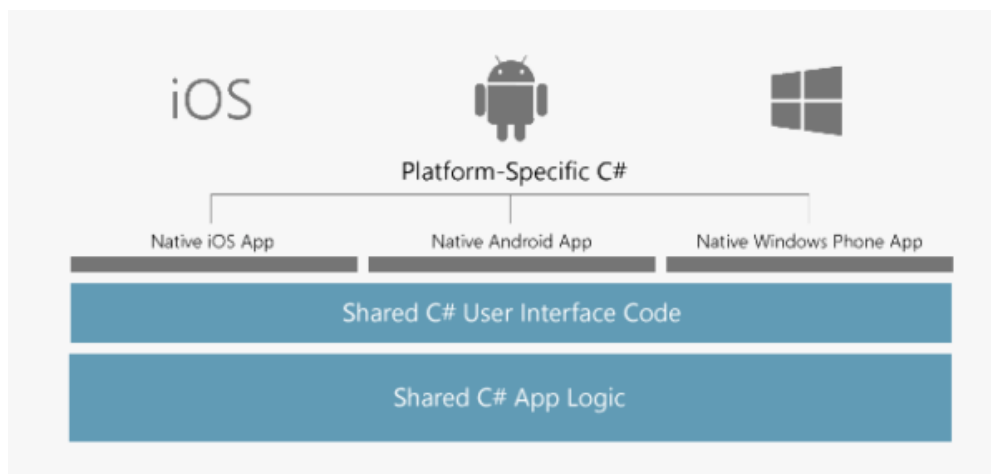 iOS
Platform-Specific C#
Native iOS App
Native Android App
Native Windows Phone App
Shared C# User Interface Code
Shared C# App Logic